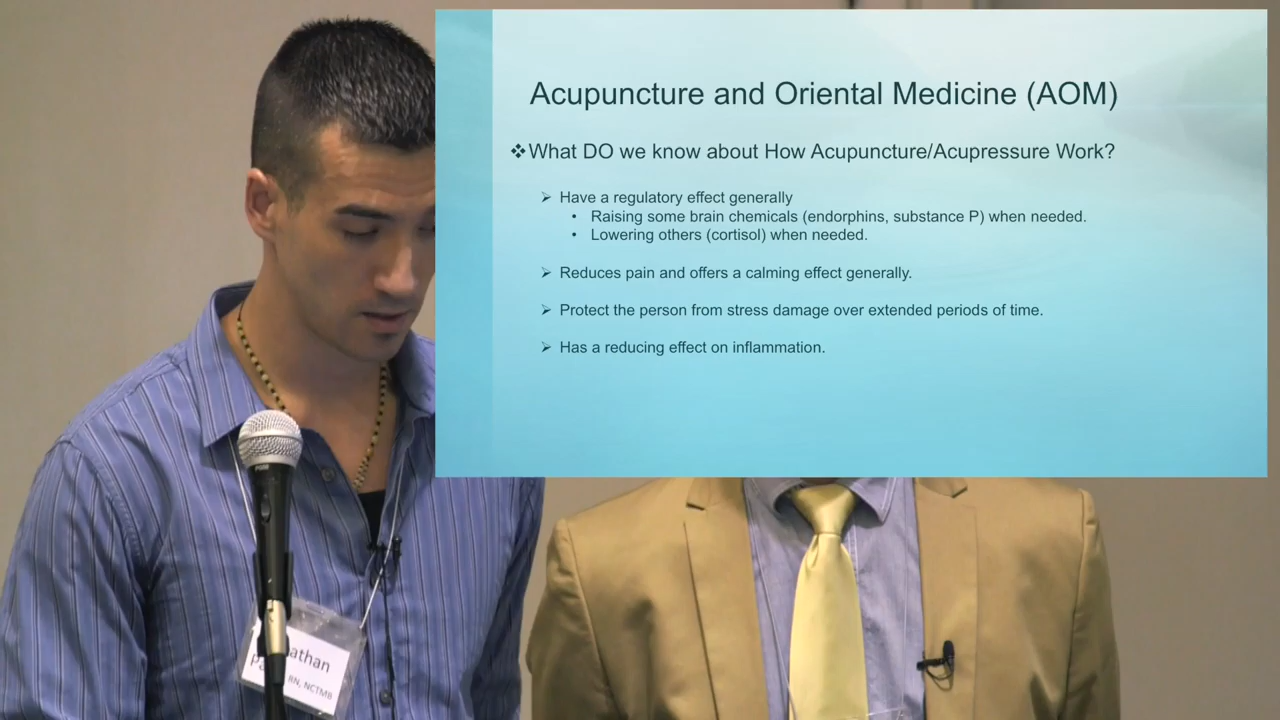 Acupuncture and Oriental Medicine (AOM)
❖What DO we know about How Acupuncture/Acupressure Work?
➢ Have a regulatory effect generally
• Raising some brain chemicals (endorphins, substance P) when needed.
• Lowering others (cortisol) when needed.
➢ Reduces pain and offers a calming effect generally.
➢ Protect the person from stress damage over extended periods of time.
➢ Has a reducing effect on inflammation.
RN, NCTMB